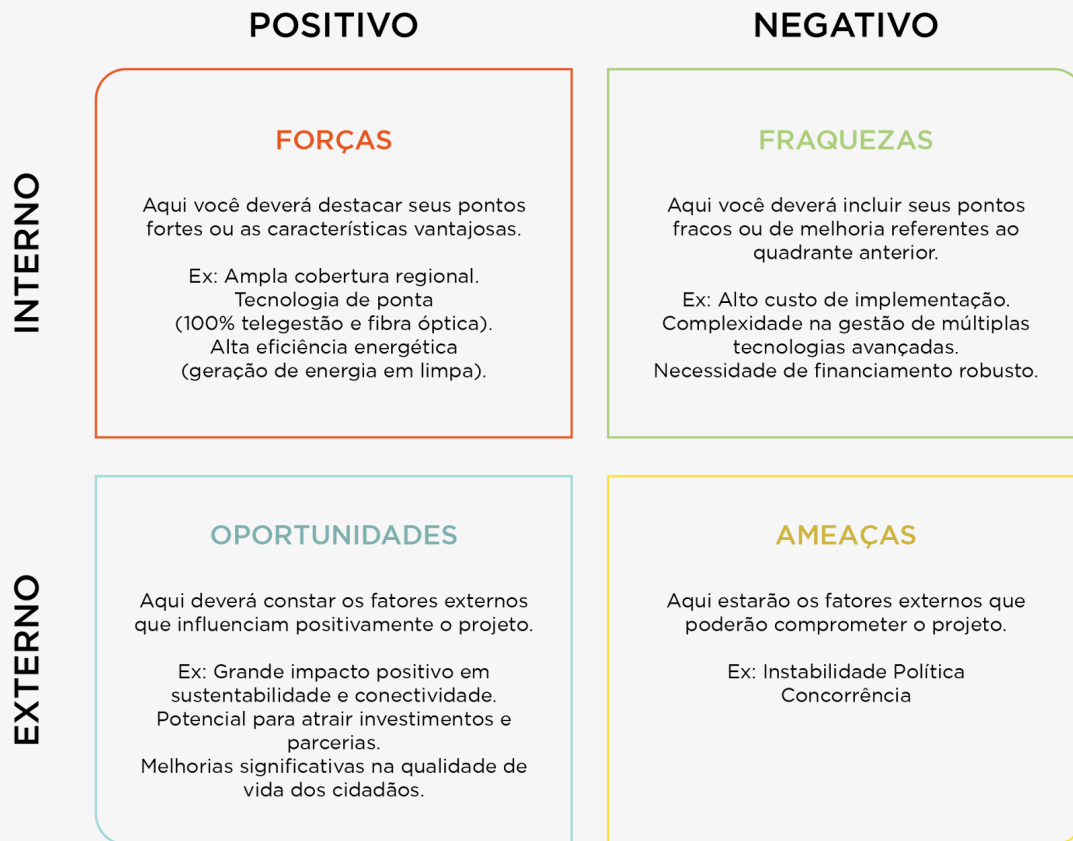 POSITIVO
NEGATIVO
INTERNO
FORÇAS
Aqui você deverá destacar seus pontos
fortes ou as características vantajosas.
Ex: Ampla cobertura regional.
Tecnologia de ponta
(100% telegestão e fibra óptica).
Alta eficiência energética
(geração de energia em limpa).
FRAQUEZAS
Aqui você deverá incluir seus pontos
fracos ou de melhoria referentes ao
quadrante anterior.
Ex: Alto custo de implementação.
Complexidade na gestão de múltiplas
tecnologias avançadas.
Necessidade de financiamento robusto.
EXTERNO
OPORTUNIDADES
Aqui deverá constar os fatores externos
que influenciam positivamente o projeto.
Ex: Grande impacto positivo em
sustentabilidade e conectividade.
Potencial para atrair investimentos e
parcerias.
Melhorias significativas na qualidade de
vida dos cidadãos.
AMEAÇAS
Aqui estarão os fatores externos que
poderão comprometer o projeto.
Ex: Instabilidade Política
Concorrência